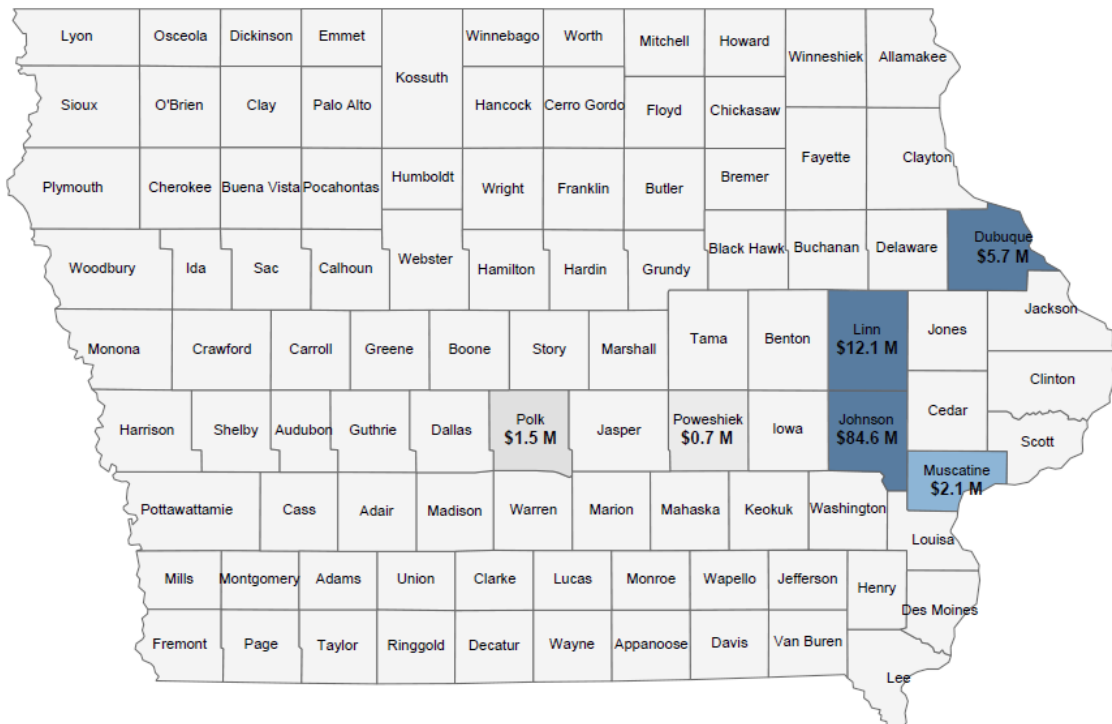 Lyon
Osceola
Dickinson
Emmet
Kossuth
Winnebago
Worth
Mitchell
Howard
Winneshiek
Allamakee
Sioux
O'Brien
Clay
Palo Alto
Hancock
Cerro Gordo
Floyd
Chickasaw
Fayette
Clayton
Plymouth
Cherokee
Buena Vista
Pocahontas
Humboldt
Wright
Franklin
Butler
Bremer
Woodbury
Ida
Sac
Calhoun
Webster
Hamilton
Hardin
Grundy
Black Hawk
Buchanan
Delaware
Dubuque
$5.7 M
Monona
Crawford
Carroll
Greene
Boone
Story
Marshall
Tama
Benton
Linn
$12.1 M
Jones
Jackson
Clinton
Harrison
Shelby
Audubon
Guthrie
Dallas
Polk
$1.5 M
Jasper
Poweshiek
$0.7 M
Iowa
Johnson
$84.6 M
Cedar
Scott
Muscatine
$2.1 M
Pottawattamie
Cass
Adair
Madison
Warren
Marion
Mahaska
Keokuk
Washington
Louisa
Mills
Montgomery
Adams
Union
Clarke
Lucas
Monroe
Wapello
Jefferson
Henry
Des Moines
Fremont
Page
Taylor
Ringgold
Decatur
Wayne
Appanoose
Davis
Van Buren
Lee